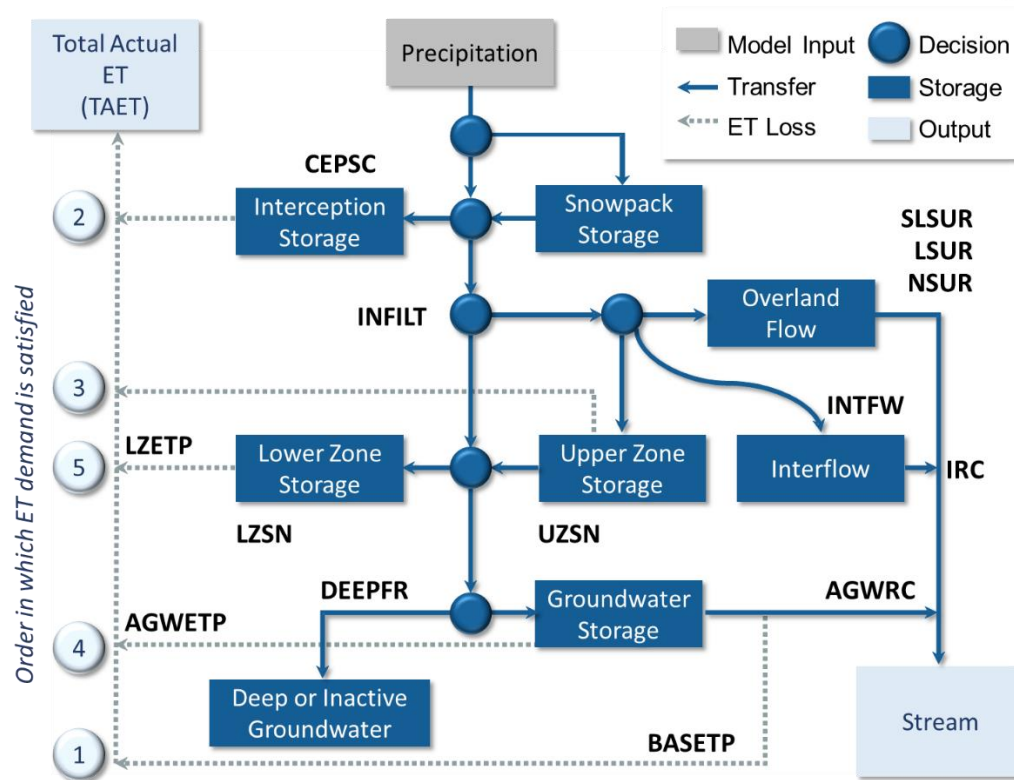 Total Actual
ET
(TAET)
Precipitation
Model Input
Decision
Transfer
Storage
ET Loss
Output
CEPSC
2
Interception
Storage
Snowpack
Storage
SLSUR
LSUR
NSUR
INFILT
Overland
Flow
Order in which ET demand is satisfied
3
INTFW
LZETP
5
Lower Zone
Storage
Upper Zone
Storage
Interflow
IRC
LZSN
UZSN
DEEPFR
Groundwater
Storage
AGWRC
AGWETP
4
Deep or Inactive
Groundwater
Stream
BASETP
1